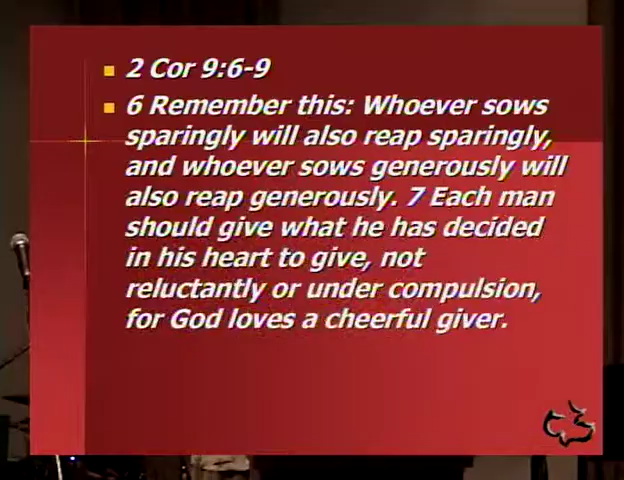 2 Cor 9:6-9
6 Remember this: Whoever sows
sparingly will also reap sparingly,
and whoever sows generously will
also reap generously. 7 Each man
should give what he has decided
in his heart to give, not
reluctantly or under compulsion,
for God loves a cheerful giver.